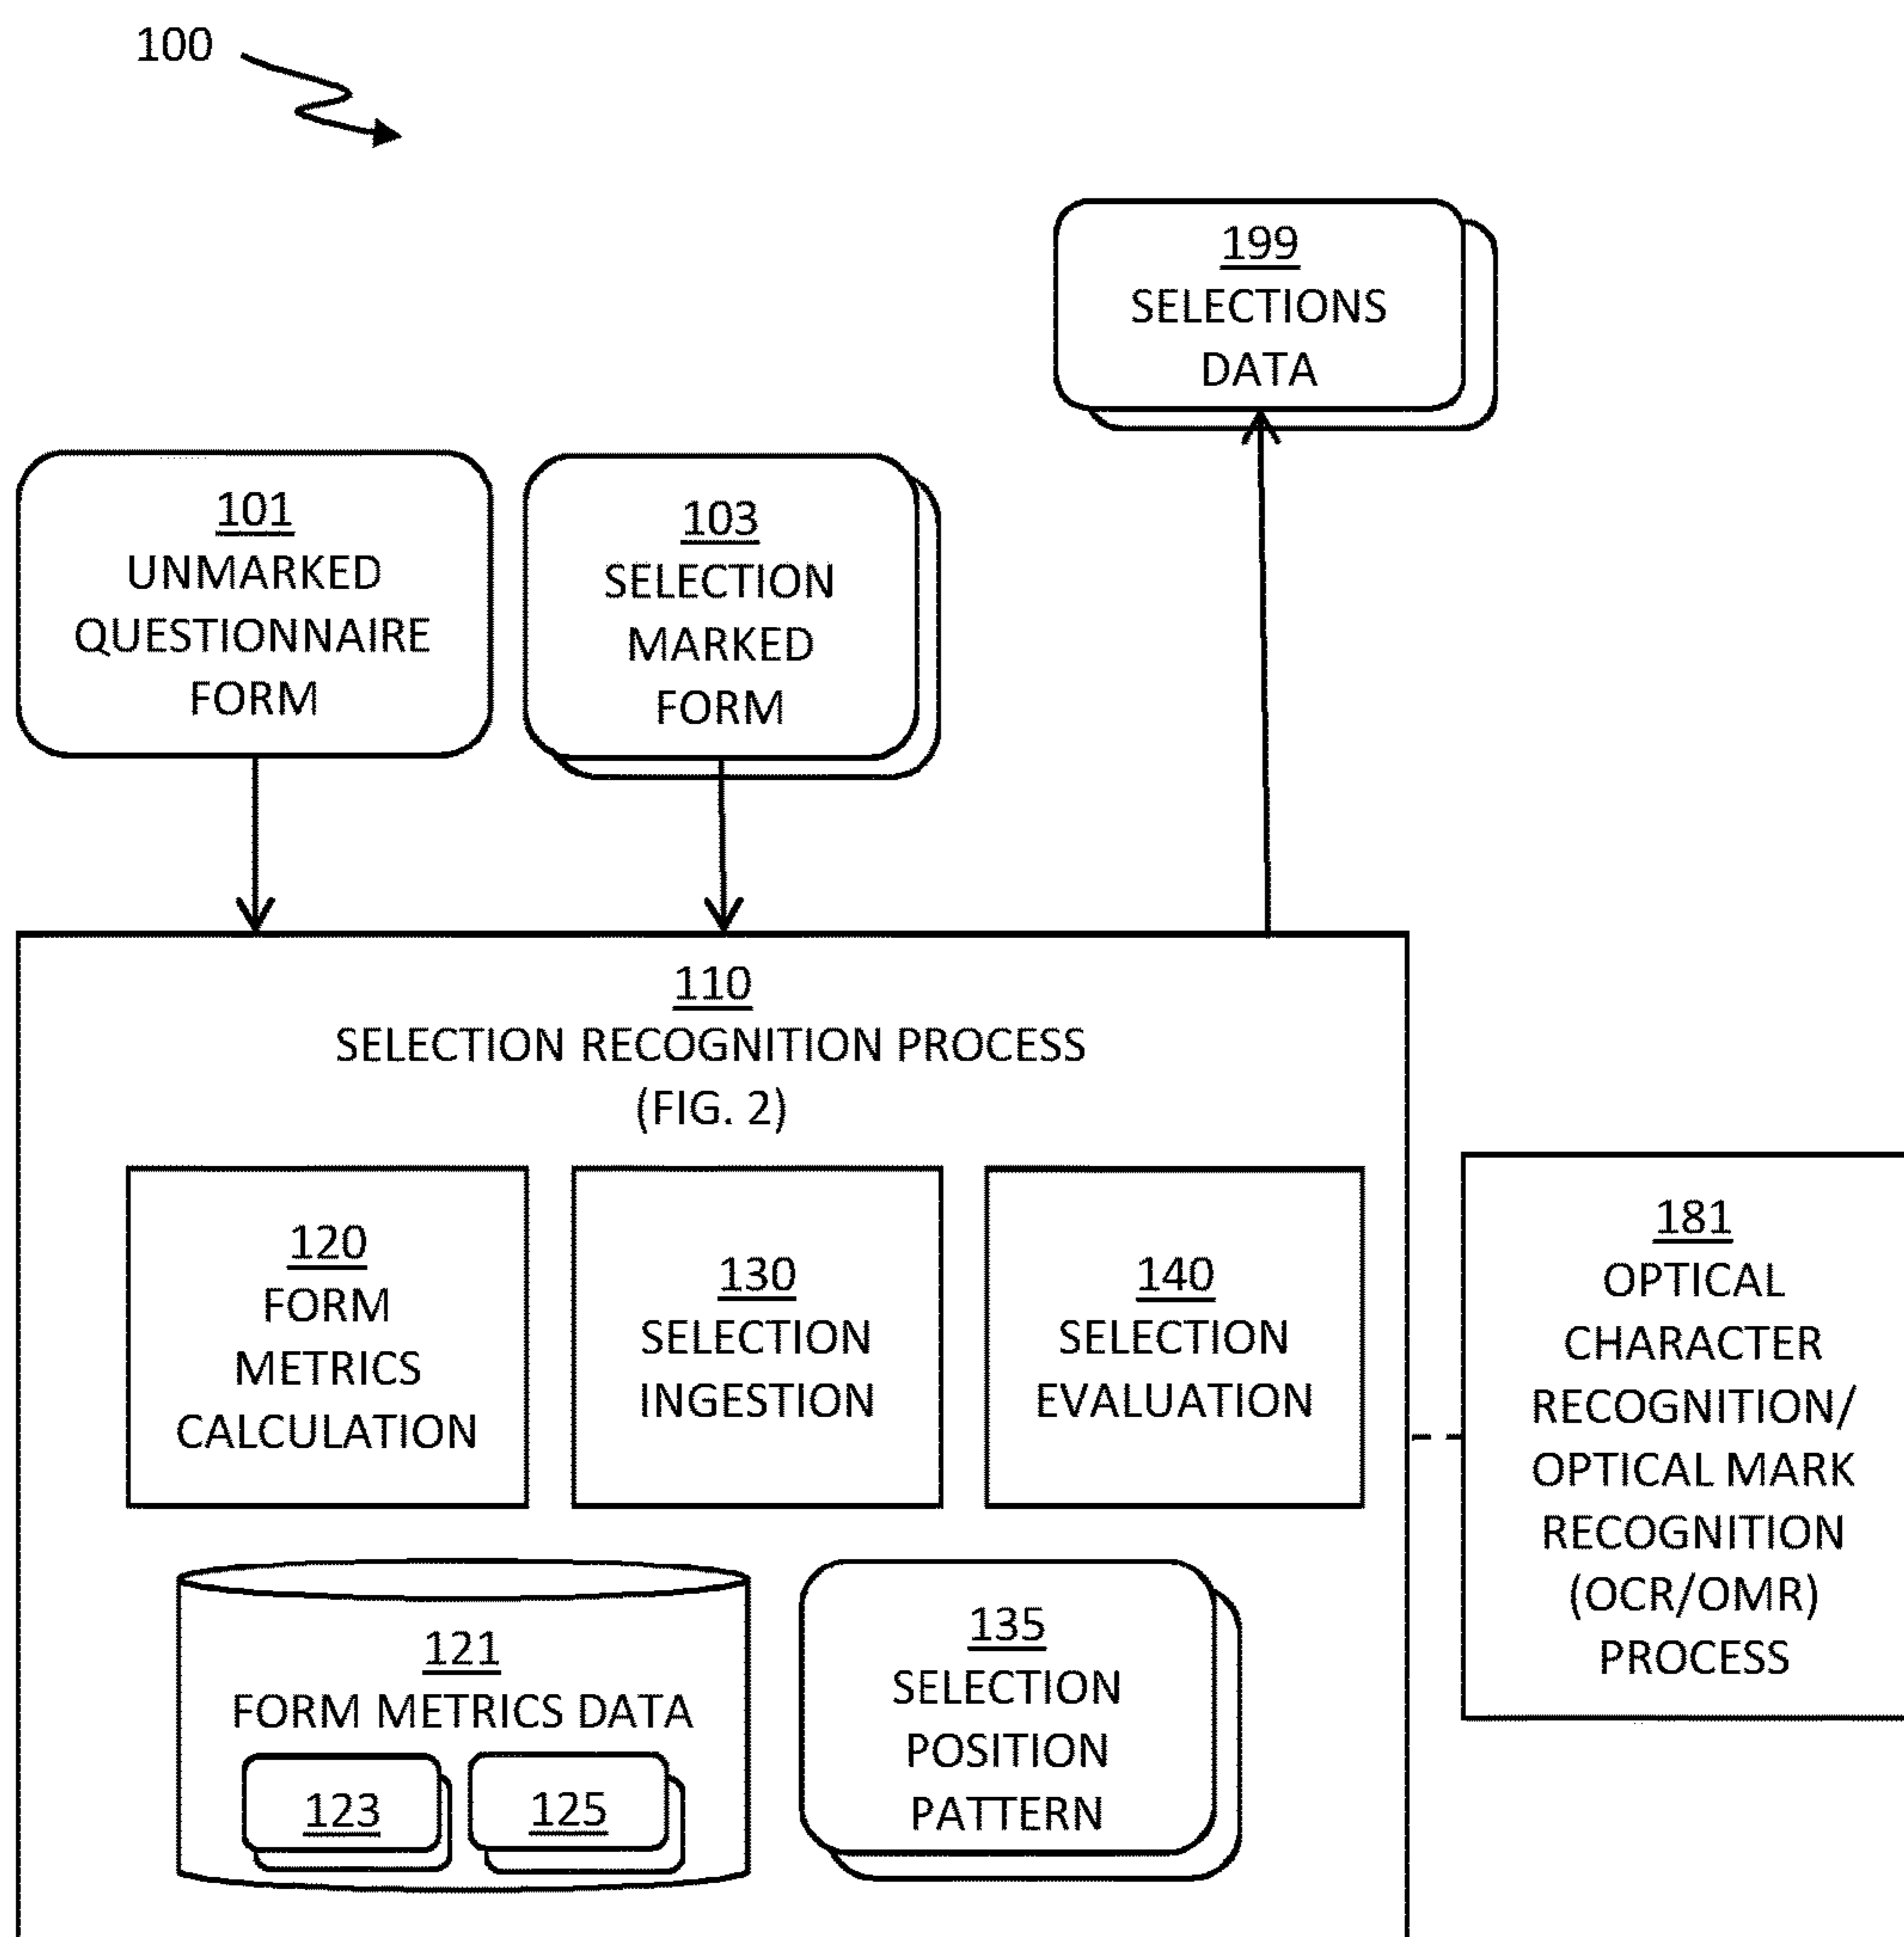 100
199
SELECTIONS
DATA
101
UNMARKED
QUESTIONNAIRE
FORM
103
SELECTION
MARKED
FORM
110
SELECTION RECOGNITION PROCESS
(FIG. 2)
120
FORM
METRICS
CALCULATION
130
SELECTION
INGESTION
140
SELECTION
EVALUATION
181
OPTICAL
CHARACTER
RECOGNITION/
OPTICAL MARK
RECOGNITION
(OCR/OMR)
PROCESS
121
FORM METRICS DATA
123
125
135
SELECTION
POSITION
PATTERN